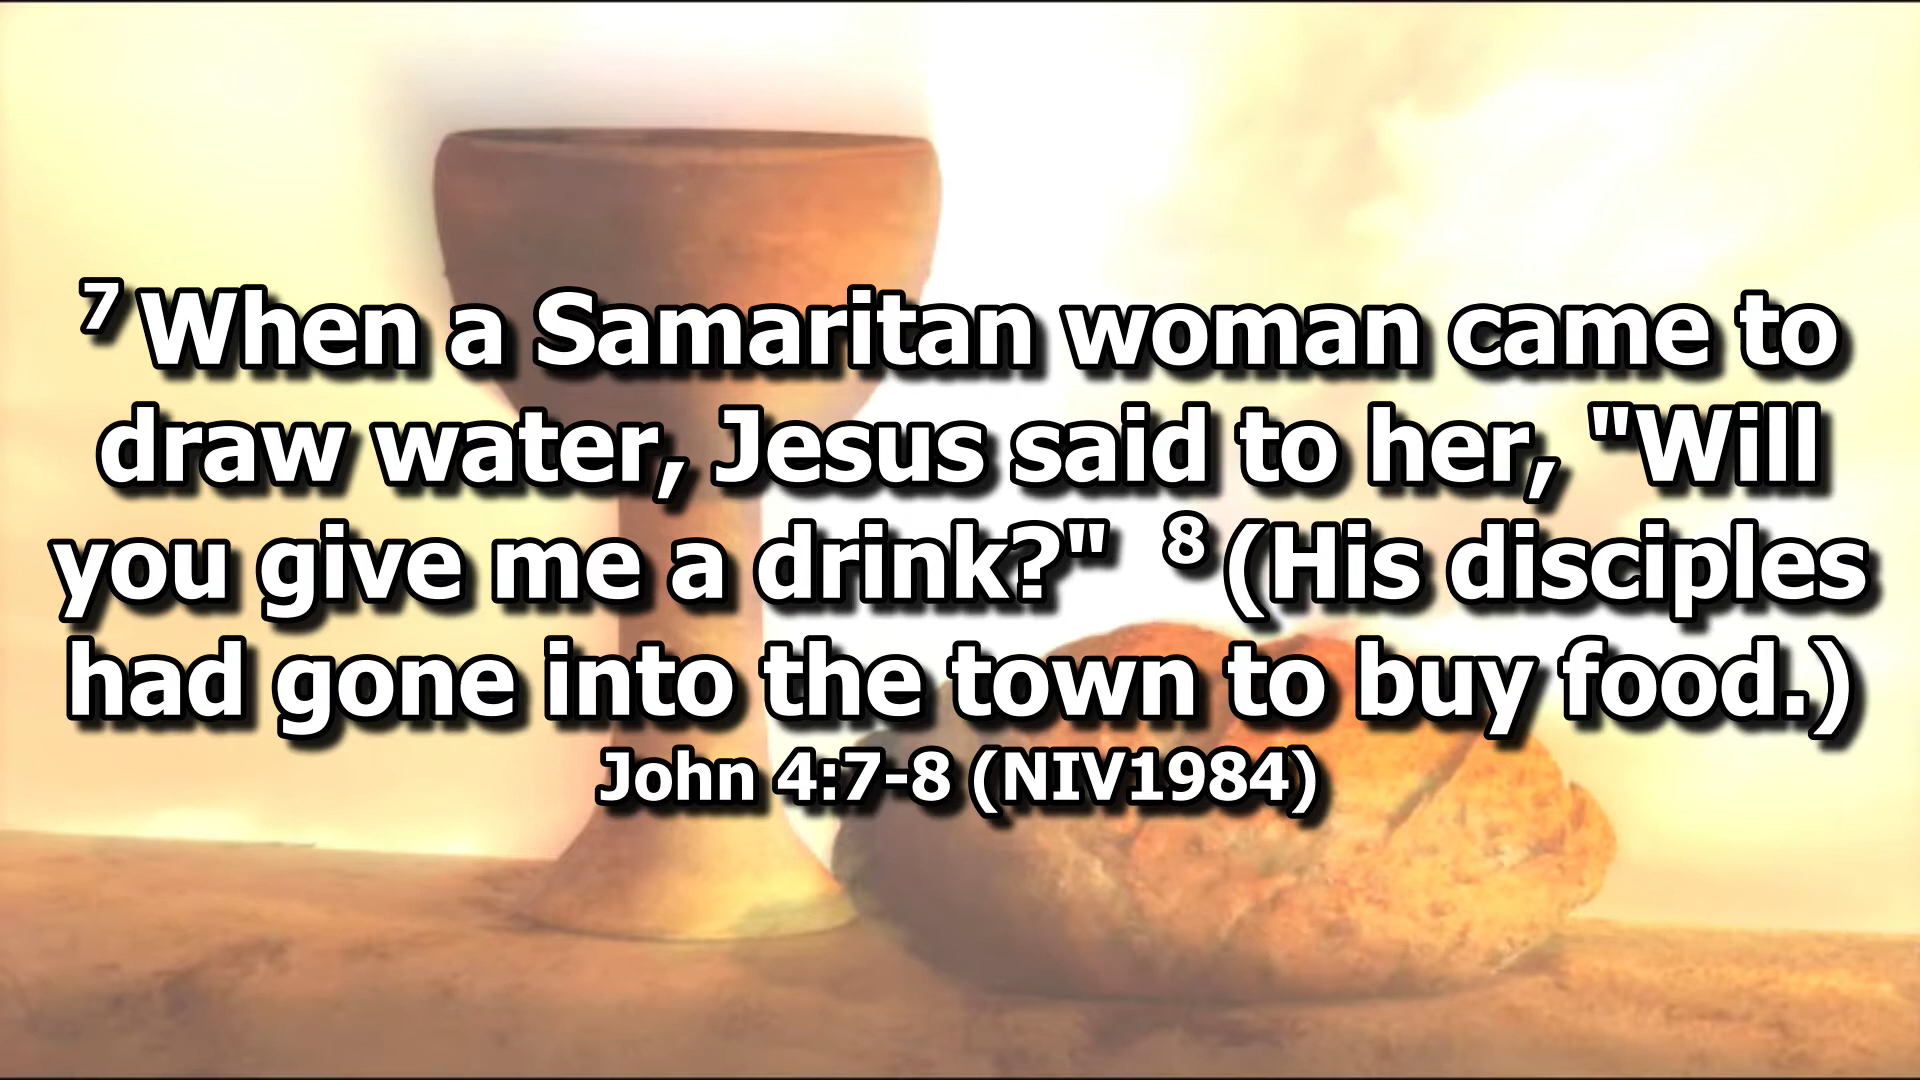 7 When a Samaritan woman came to
draw water, Jesus said to her, "Will
you give me a drink?" 8 (His disciples
had gone into the town to buy food.)
John 4:7-8 (NIV1984)